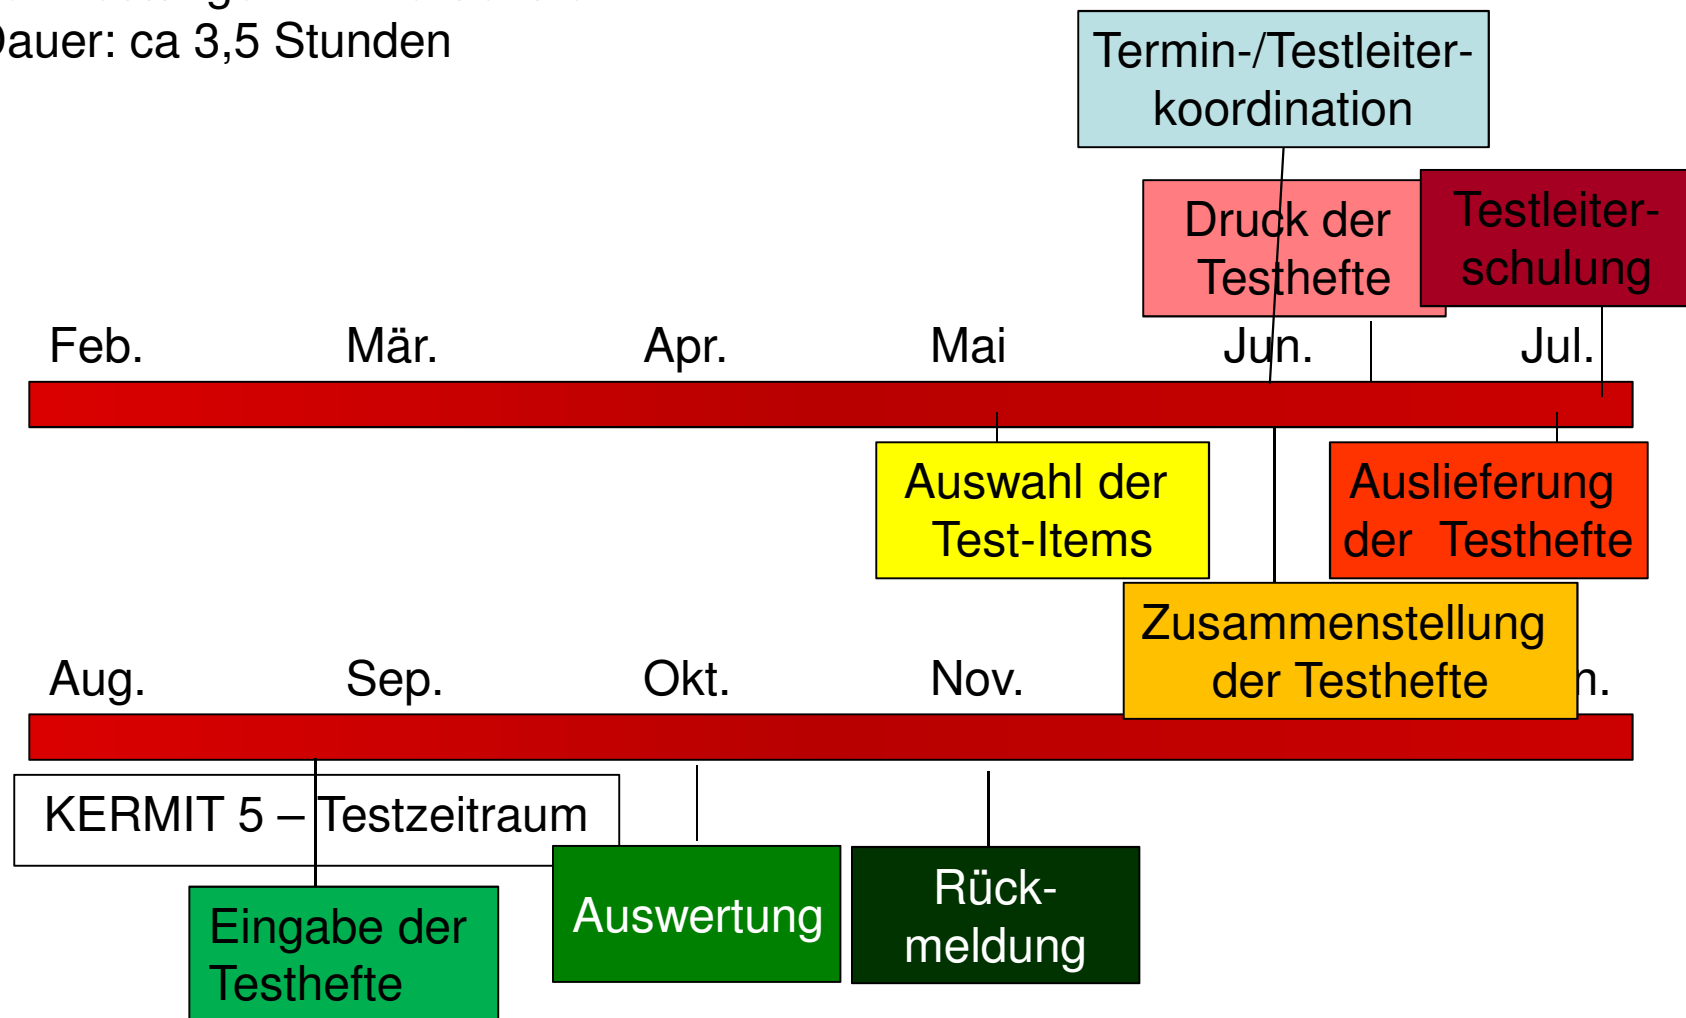 Dauer: ca 3,5 Stunden
Termin-/Testleiter-
koordination
Druck der
Testhefte
Testleiter-
schulung
Feb. Mär. Apr. Mai Jun. Jul.
Auswahl der
Test-Items
Auslieferung
der Testhefte
Zusammenstellung
der Testhefte
Aug. Sep. Okt. Nov. n.
KERMIT 5 – Testzeitraum
Eingabe der
Testhefte
Auswertung
Rück-
meldung